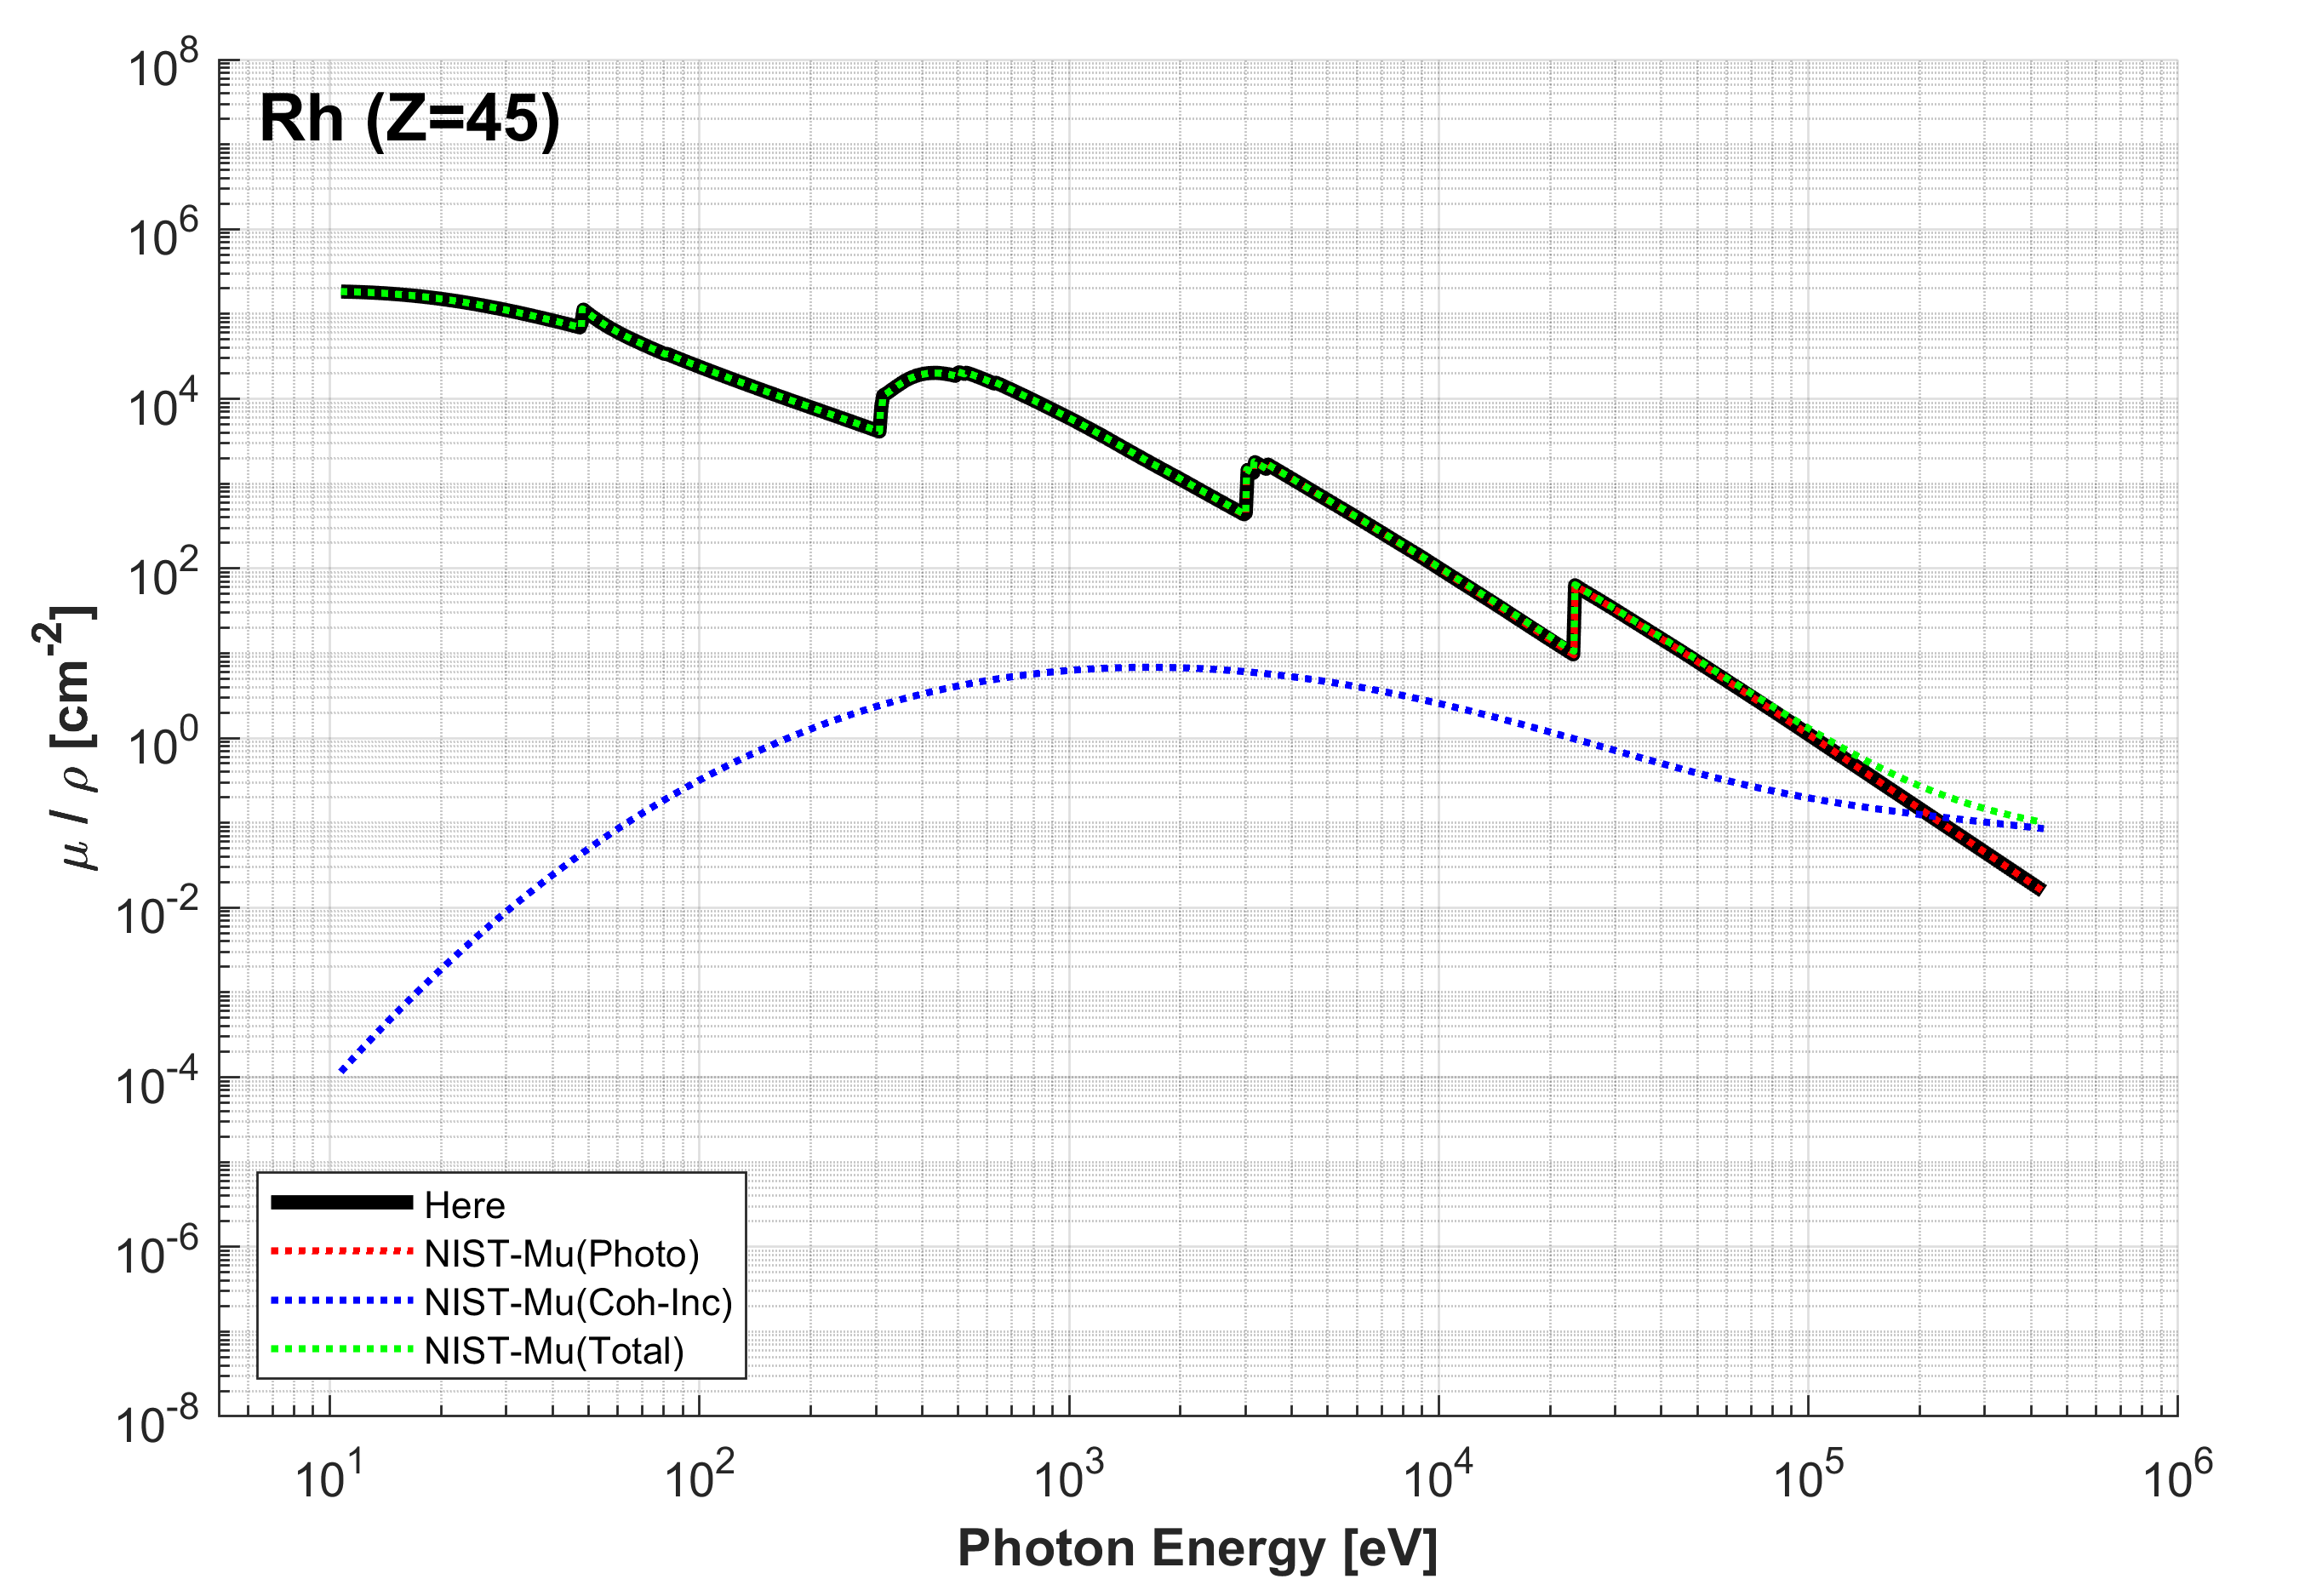 Rh (Z=45)
10^8
10^6
10^4
10^2
10^0
10^-2
10^-4
10^-6
10^-8
μ / ρ [cm^-2]
Here
NIST-Mu(Photo)
NIST-Mu(Coh-Inc)
NIST-Mu(Total)
10^1 10^2 10^3 10^4 10^5 10^6
Photon Energy [eV]